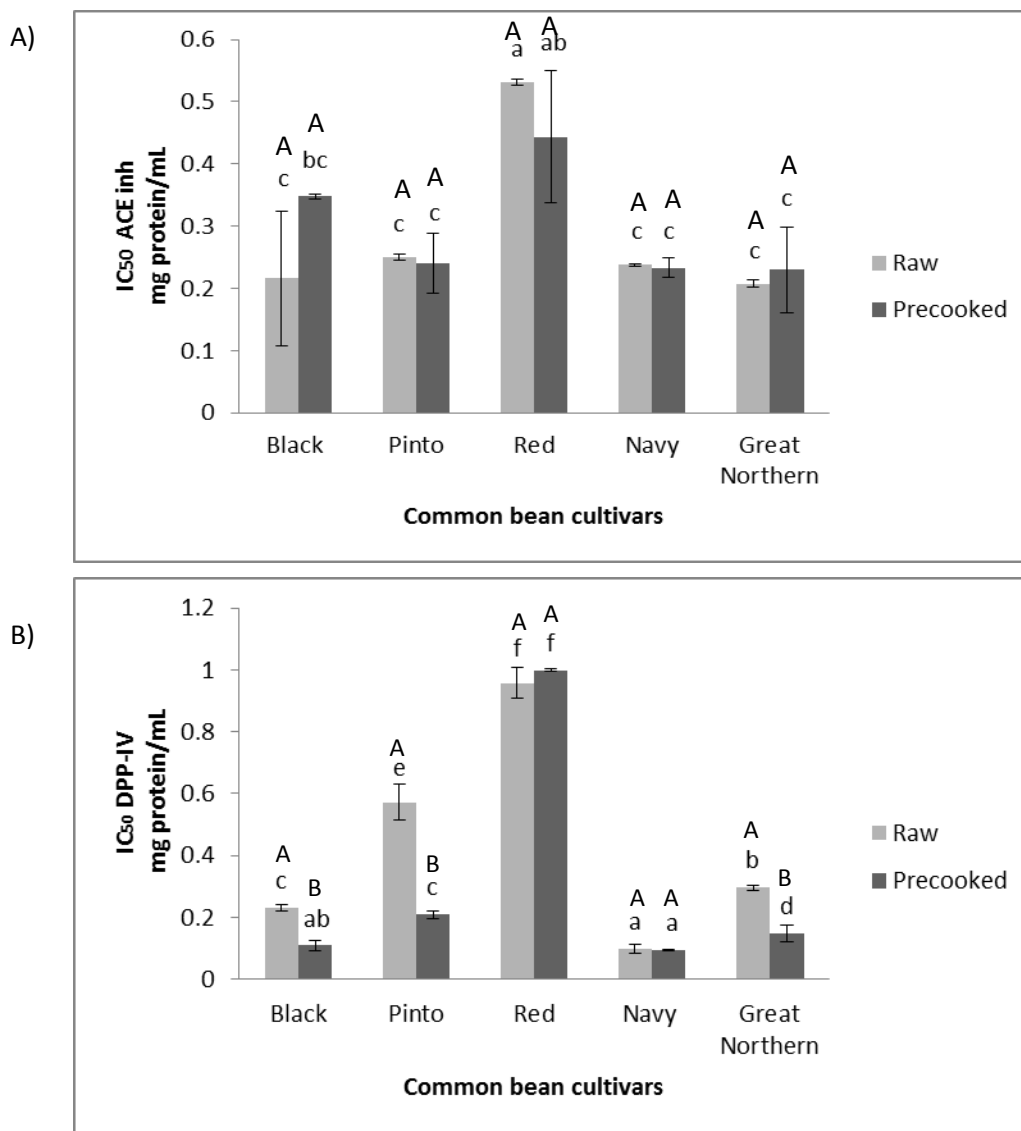 A)
0.6
0.5
0.4
0.3
0.2
0.1
0
IC50 ACE inh
mg protein/mL
A
c
A
bc
A
c
A
c
A
a
A
ab
A
c
A
c
A
c
A
c
Black
Pinto
Red
Navy
Great
Northern
Common bean cultivars
Raw
Precooked
B)
1.2
1
0.8
0.6
0.4
0.2
0
IC50 DPP-IV
mg protein/mL
A
c
B
ab
A
e
B
c
A
f
A
f
A
a
A
a
A
b
B
d
Black
Pinto
Red
Navy
Great
Northern
Common bean cultivars
Raw
Precooked